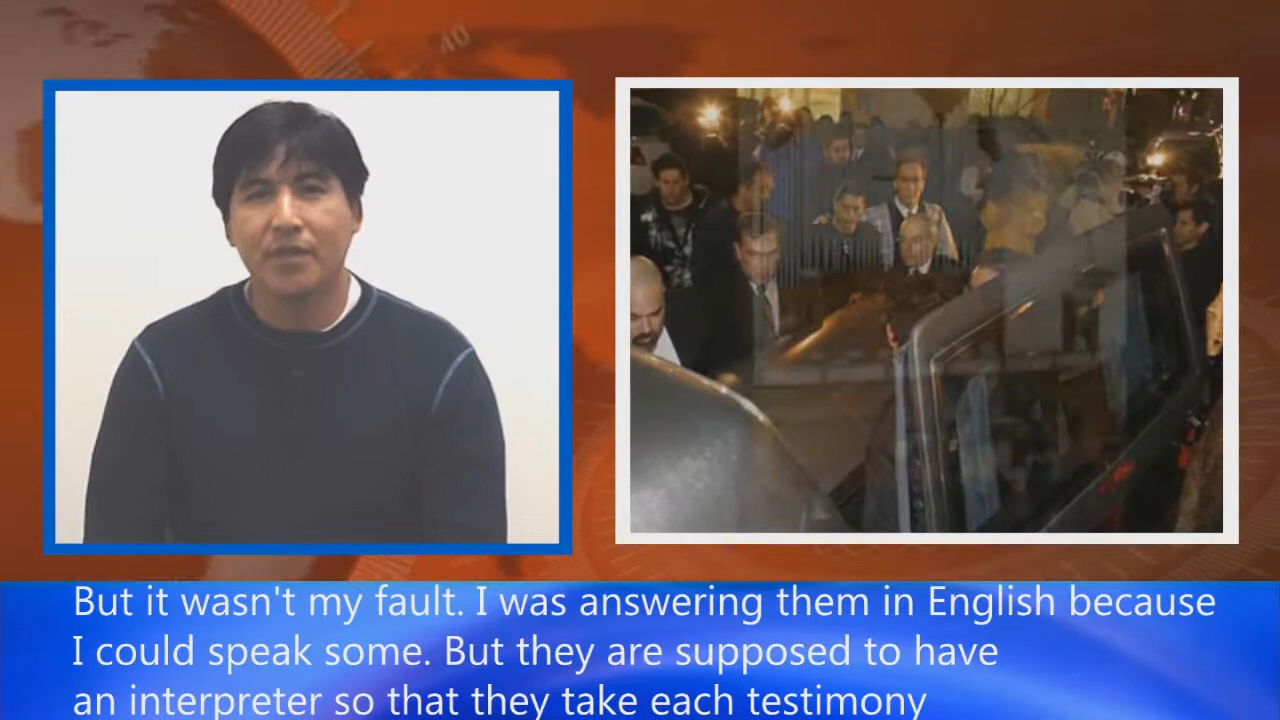 40
But it wasn't my fault. I was answering them in English because
I could speak some. But they are supposed to have
an interpreter so that they take each testimony